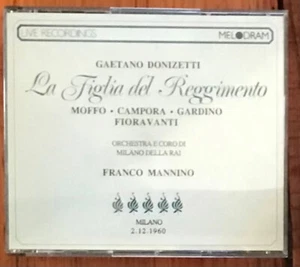 LIVE RECORDINGS MELODRAM
GAETANO DONIZETTI
La Figlia del Reggimento
MOFFO • CAMPORA • GARDINO
FIORAVANTI
ORCHESTRA E CORO DI
MILANO DELLA RAI
FRANCO MANNINO
MILANO
2.12.1960